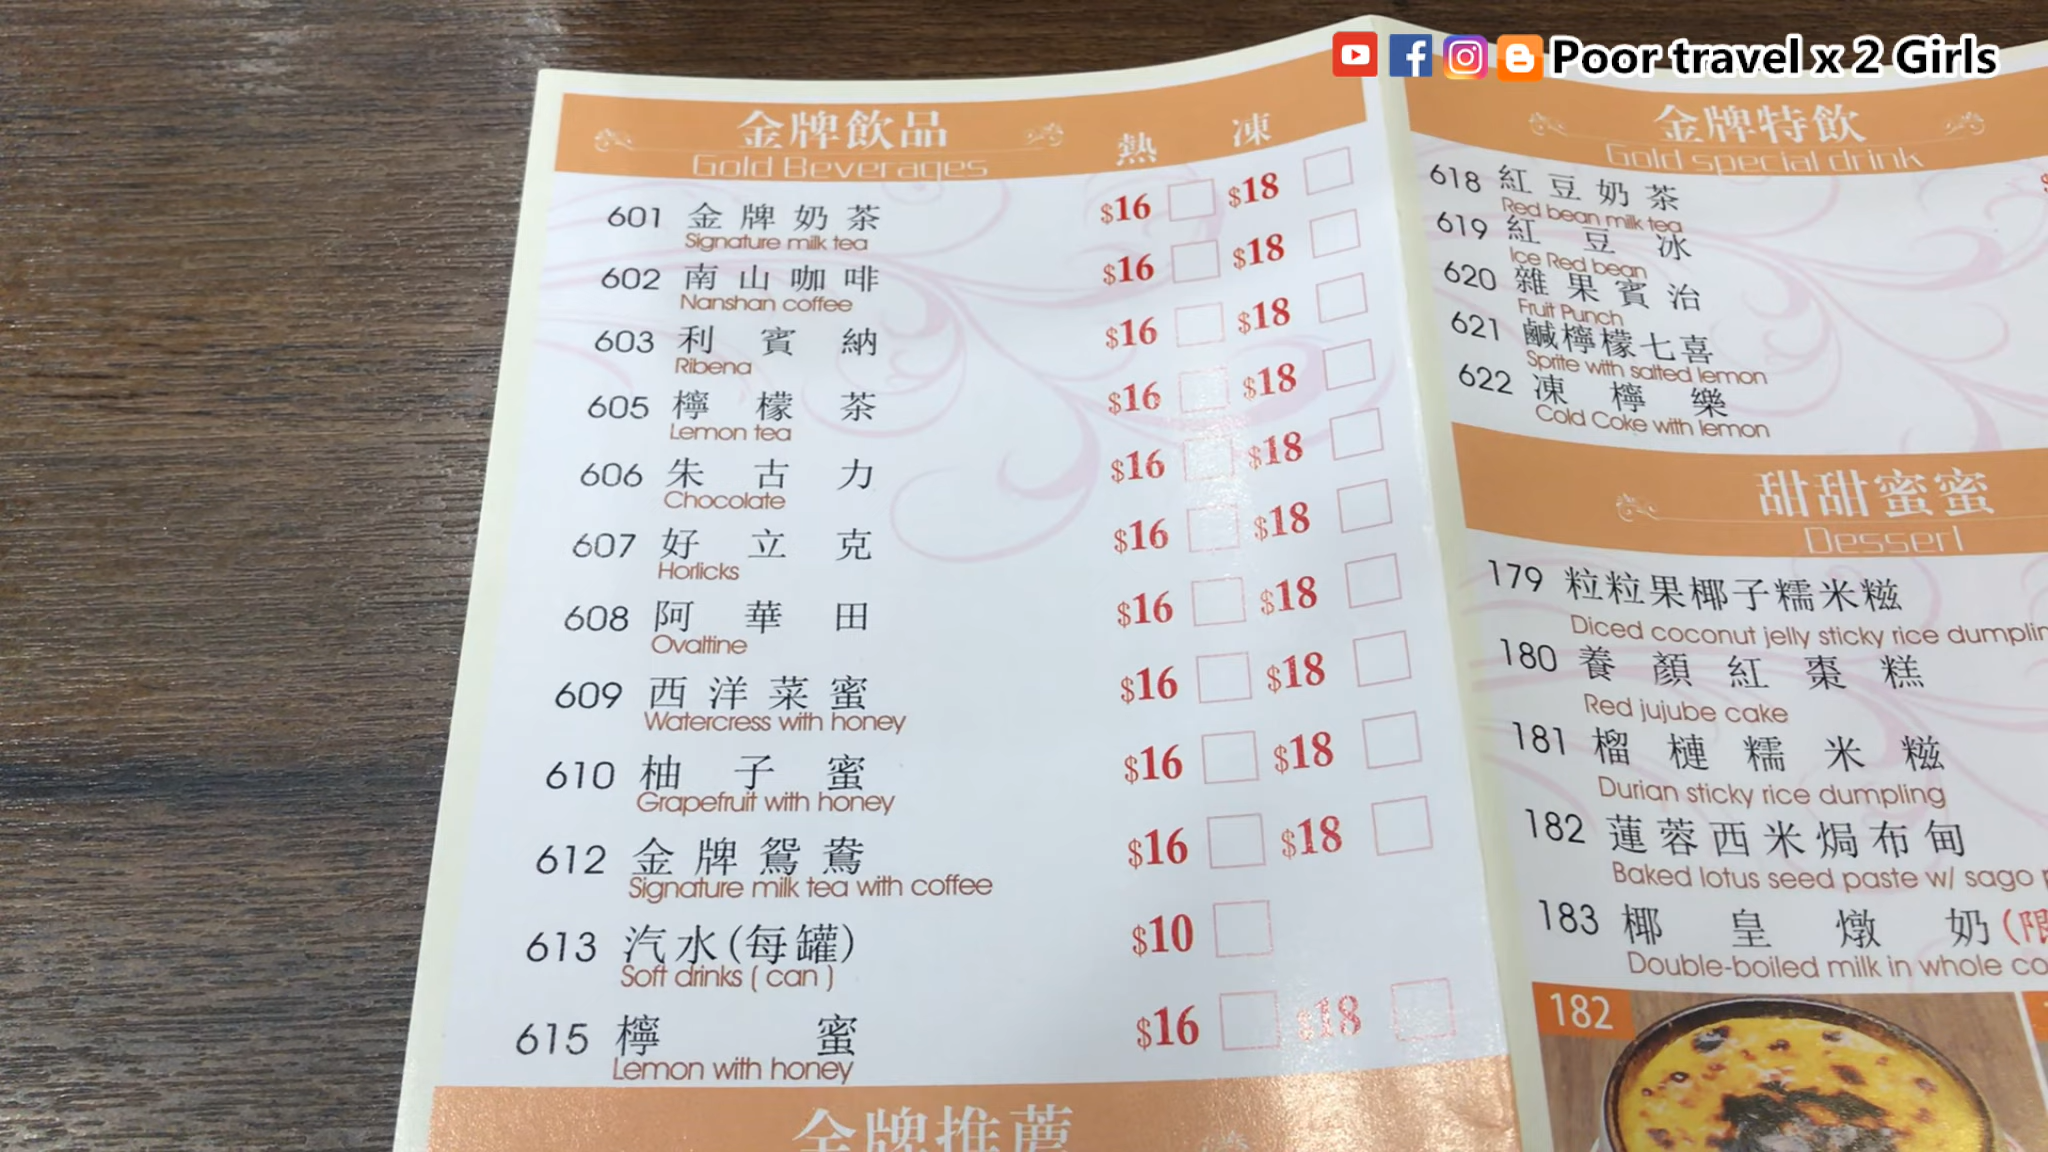 Poor travel x 2 Girls
金牌飲品 熱 凍
Gold Beverages
601 金牌奶茶 $16 $18
Signature milk tea
602 南山咖啡 $16 $18
Nanshan coffee
603 利賓納 $16 $18
Ribena
605 檸檬茶 $16 $18
Lemon tea
606 朱古力 $16 $18
Chocolate
607 好立克 $16 $18
Horlicks
608 阿華田 $16 $18
Ovaltine
609 西洋菜蜜 $16 $18
Watercress with honey
610 柚子蜜 $16 $18
Grapefruit with honey
612 金牌鴛鴦 $16 $18
Signature milk tea with coffee
613 汽水(每罐) $10
Soft drinks ( can )
615 檸蜜 $16 $18
Lemon with honey
金牌推薦
金牌特飲
Gold special drink
618 紅豆奶茶
Red bean milk tea
619 紅豆冰
Ice Red bean
620 雜果賓治
Fruit Punch
621 鹹檸檬七喜
Sprite with salted lemon
622 凍檸樂
Cold Coke with lemon
甜甜蜜蜜
Dessert
179 粒粒果椰子糯米糍
Diced coconut jelly sticky rice
180 養顏紅棗糕
Red jujube cake
181 榴槤糯米糍
Durian sticky rice dumpling
182 蓮蓉西米焗布甸
Baked lotus seed paste w/ sago
183 椰皇燉奶(限
Double-boiled milk in whole
182